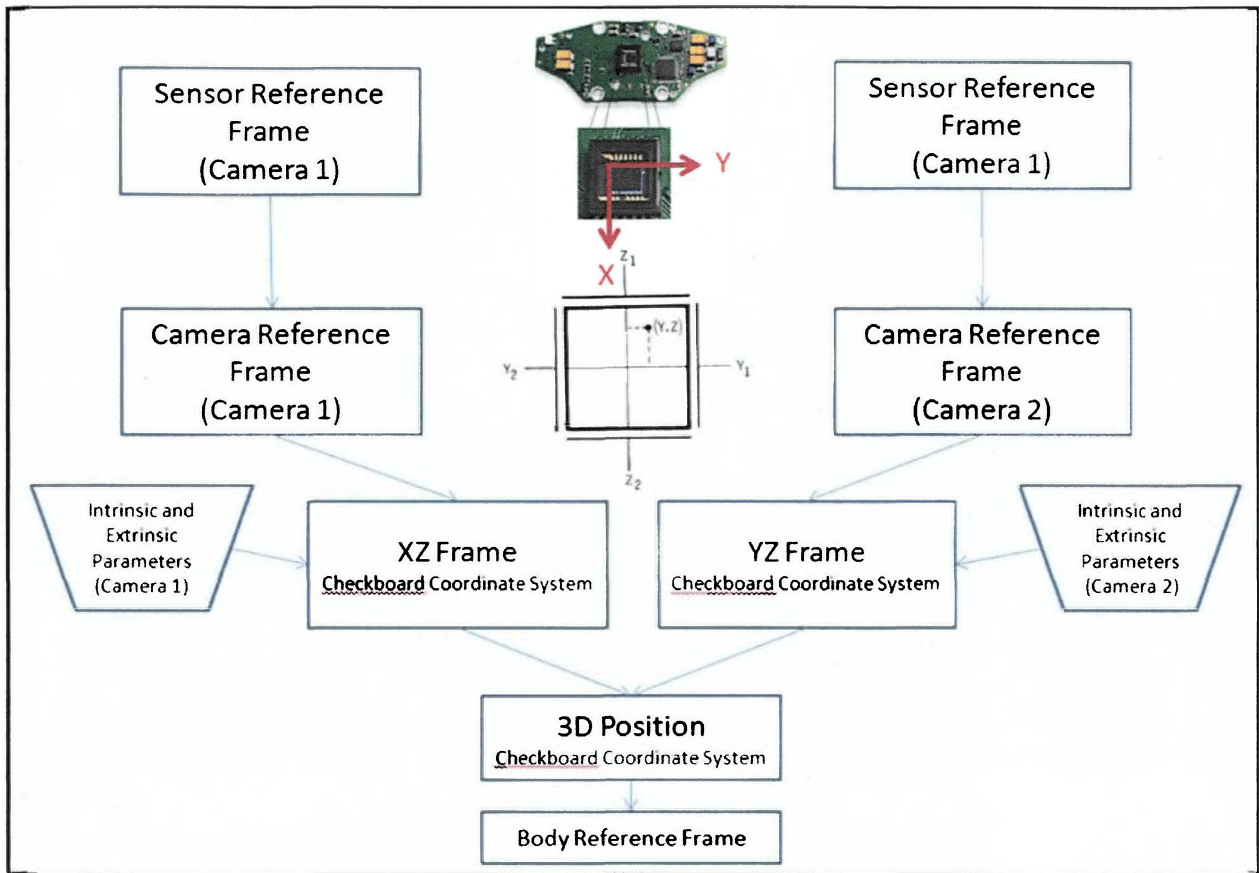 Sensor Reference
Frame
(Camera 1)
Y
X
Sensor Reference
Frame
(Camera 1)
Z1
(Y,Z)
Y2
Y1
Z2
Camera Reference
Frame
(Camera 1)
Camera Reference
Frame
(Camera 2)
Intrinsic and
Extrinsic
Parameters
(Camera 1)
XZ Frame
Checkboard Coordinate System
YZ Frame
Checkboard Coordinate System
Intrinsic and
Extrinsic
Parameters
(Camera 2)
3D Position
Checkboard Coordinate System
Body Reference Frame